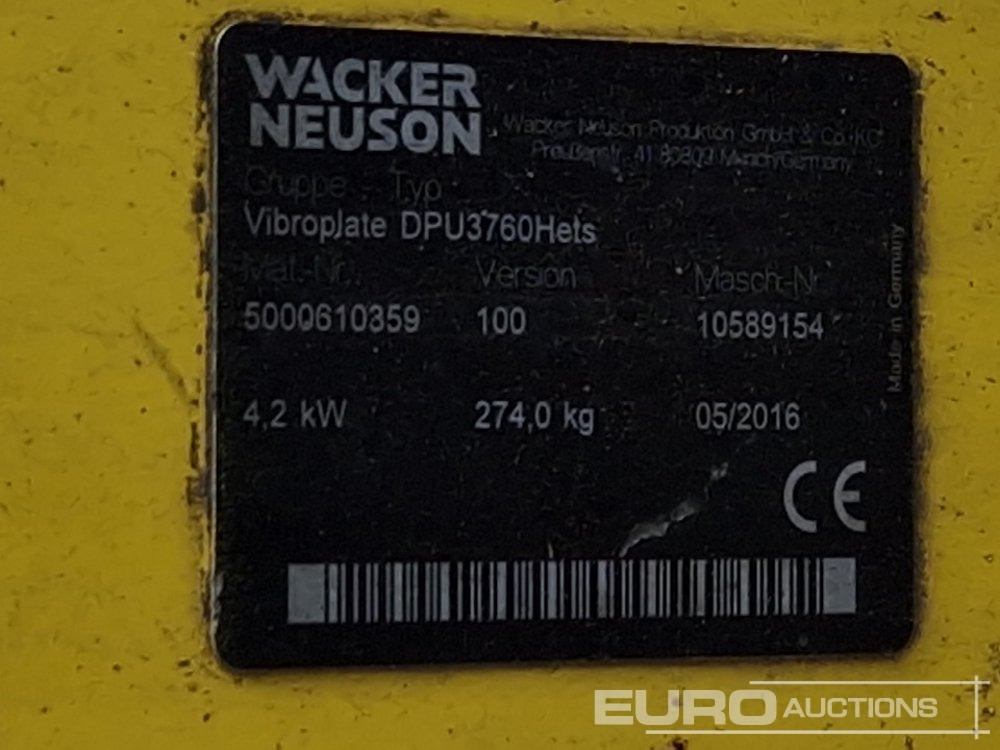 WACKER
NEUSON
Wacker Neuson Produktion GmbH & Co. KG
Preußenstr. 41 80809 Munich/Germany
Gruppe - Typ
Vibroplate DPU3760Hets
Mat.-Nr. Version Masch.-Nr.
5000610359 100 10589154
4,2 kW 274,0 kg 05/2016
Made in Germany
CE
EURO AUCTIONS